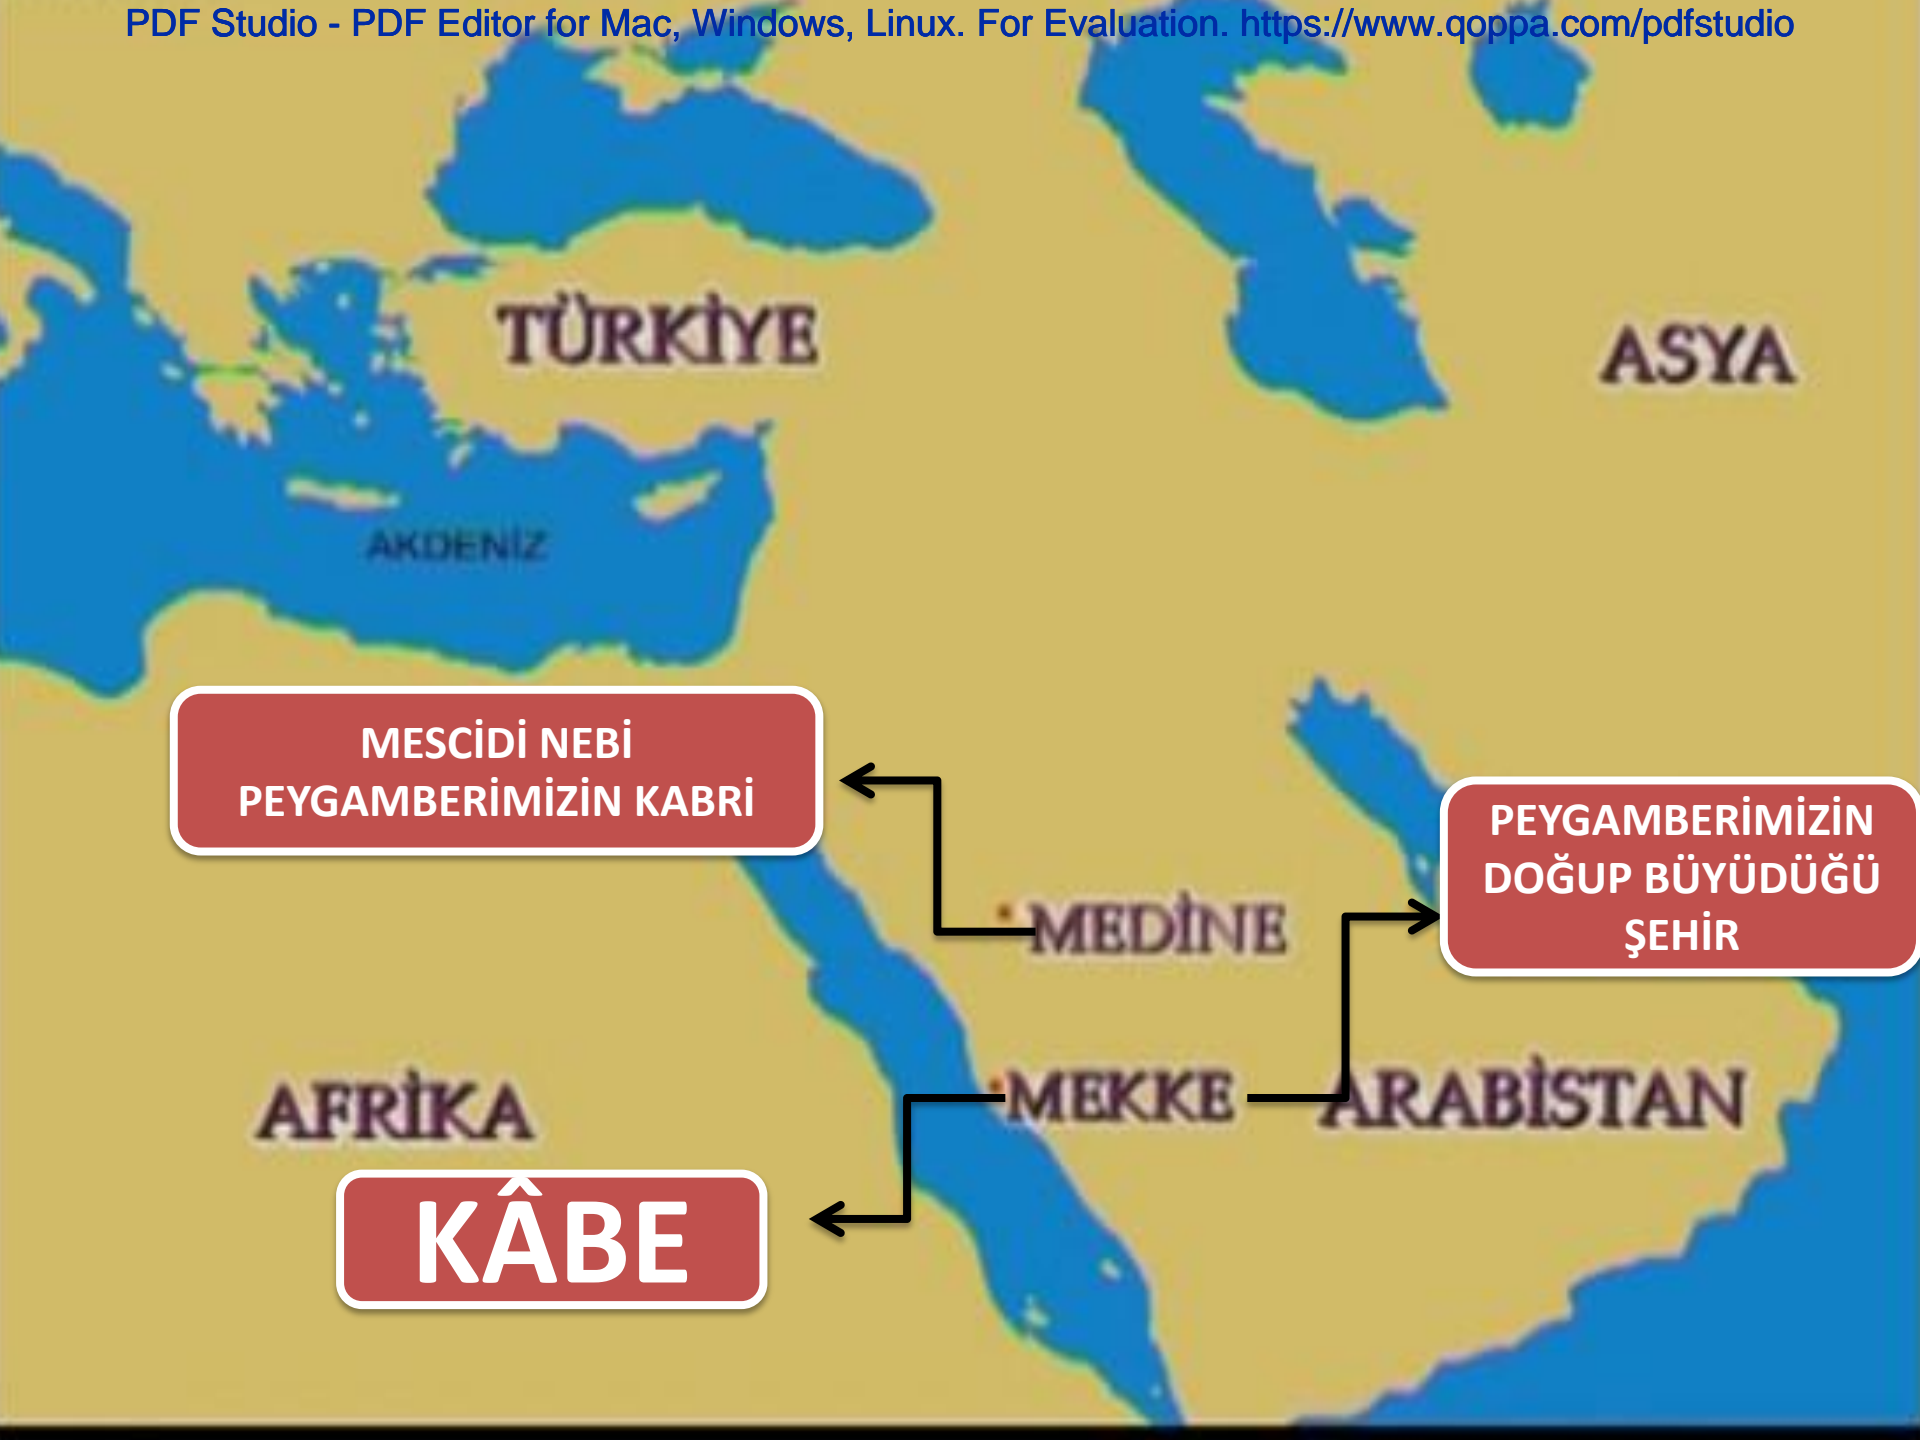 PDF Studio - PDF Editor for Mac, Windows, Linux. For Evaluation. https://www.qoppa.com/pdfstudio
TÜRKİYE
ASYA
AKDENİZ
MESCİDİ NEBİ
PEYGAMBERİMİZİN KABRİ
PEYGAMBERİMİZİN
DOĞUP BÜYÜDÜĞÜ
ŞEHİR
MEDİNE
MEKKE
ARABİSTAN
AFRİKA
KÂBE